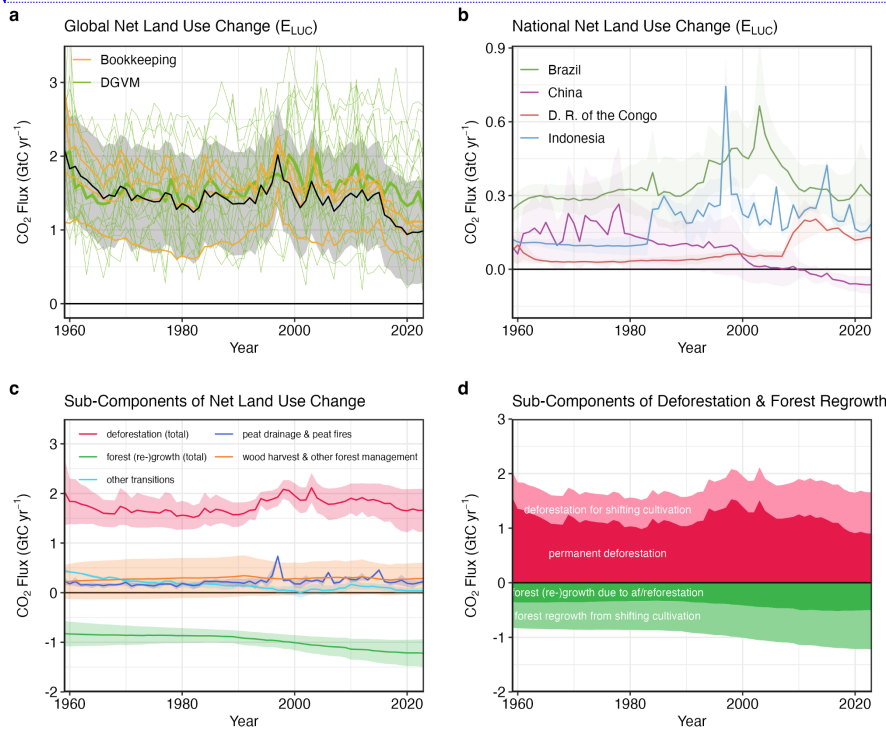 a
Global Net Land Use Change (E_LUC)
Bookkeeping
DGVM
CO₂ Flux (GtC yr⁻¹)
3
2
1
0
1960 1980 2000 2020
Year
b
National Net Land Use Change (E_LUC)
Brazil
China
D. R. of the Congo
Indonesia
CO₂ Flux (GtC yr⁻¹)
0.9
0.6
0.3
0.0
1960 1980 2000 2020
Year
c
Sub-Components of Net Land Use Change
deforestation (total) peat drainage & peat fires
forest (re-)growth (total) wood harvest & other forest management
other transitions
CO₂ Flux (GtC yr⁻¹)
3
2
1
0
-1
-2
1960 1980 2000 2020
Year
d
Sub-Components of Deforestation & Forest Regrowth
CO₂ Flux (GtC yr⁻¹)
3
2
1
0
-1
-2
deforestation for shifting cultivation
permanent deforestation
forest (re-)growth due to af/reforestation
forest regrowth from shifting cultivation
1960 1980 2000 2020
Year